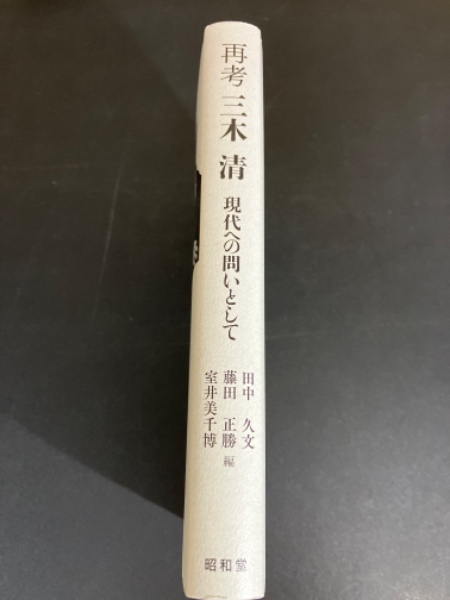 再考 三木 清
現代への問いとして
田中 久文
藤田 正勝 編
室井美千博
昭和堂